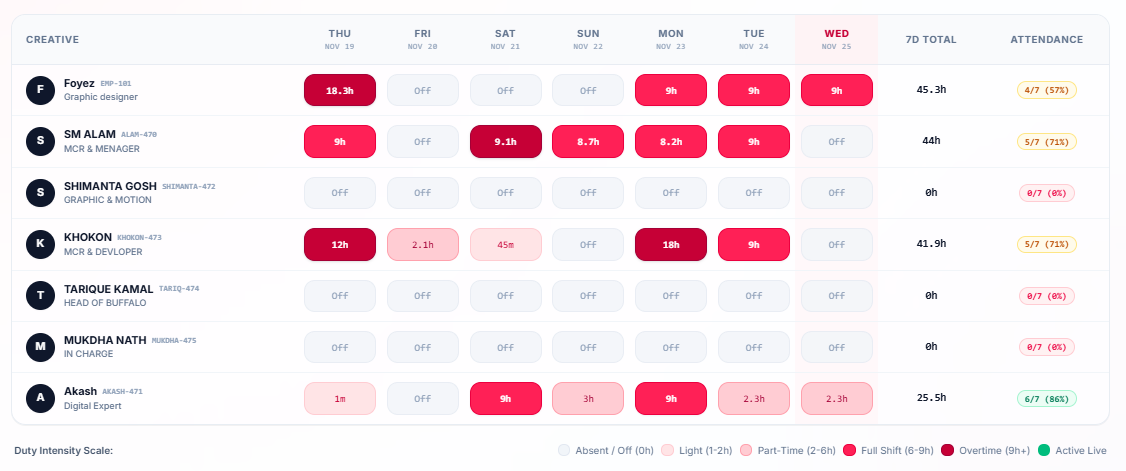 CREATIVE THU FRI SAT SUN MON TUE WED 7D TOTAL ATTENDANCE
NOV 19 NOV 20 NOV 21 NOV 22 NOV 23 NOV 24 NOV 25
F Foyez EMP-101 18.3h Off Off Off 9h 9h 9h 45.3h 4/7 (57%)
Graphic designer
S SM ALAM ALAM-470 9h Off 9.1h 8.7h 8.2h 9h Off 44h 5/7 (71%)
MCR & MENAGER
S SHIMANTA GOSH SHIMANTA-472 Off Off Off Off Off Off Off 0h 0/7 (0%)
GRAPHIC & MOTION
K KHOKON KHOKON-473 12h 2.1h 45m Off 18h 9h Off 41.9h 5/7 (71%)
MCR & DEVLOPER
T TARIQUE KAMAL TARIQ-474 Off Off Off Off Off Off Off 0h 0/7 (0%)
HEAD OF BUFFALO
M MUKDHA NATH MUKDHA-475 Off Off Off Off Off Off Off 0h 0/7 (0%)
IN CHARGE
A Akash AKASH-471 1m Off 9h 3h 9h 2.3h 2.3h 25.5h 6/7 (86%)
Digital Expert
Duty Intensity Scale: Absent / Off (0h) Light (1-2h) Part-Time (2-6h) Full Shift (6-9h) Overtime (9h+) Active Live